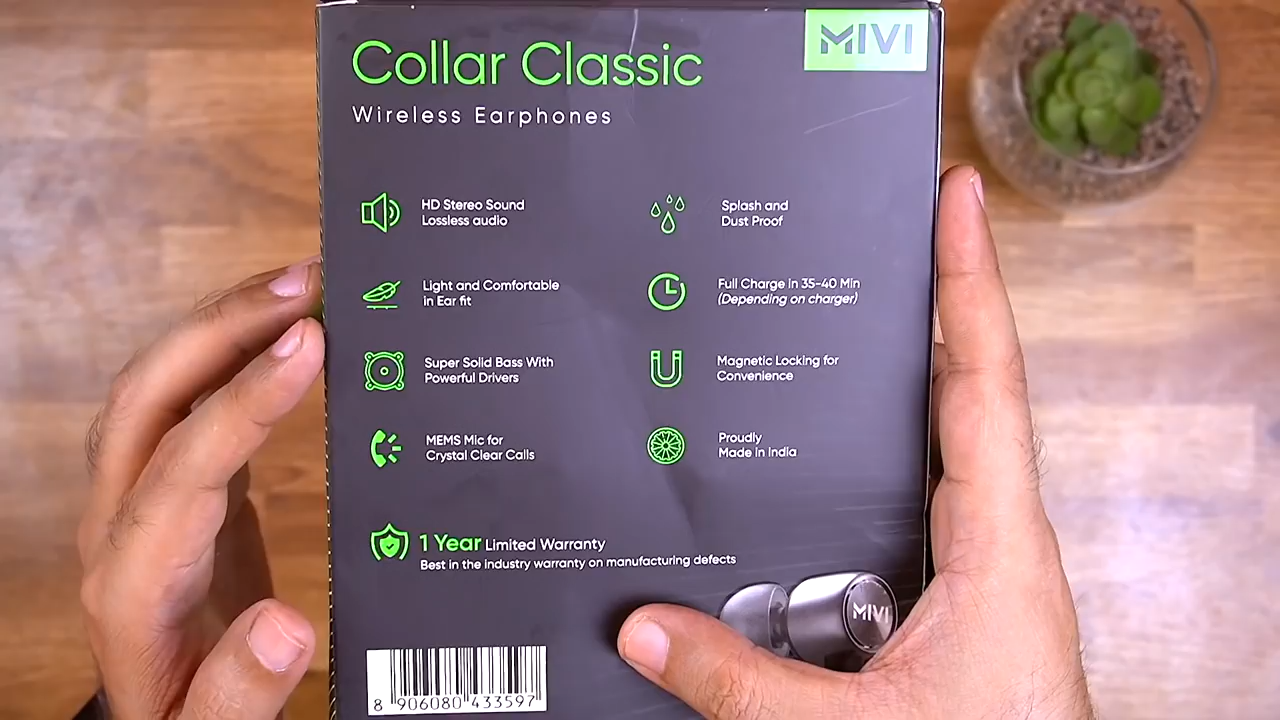 Collar Classic
MIVI
Wireless Earphones
HD Stereo Sound
Lossless audio
Splash and
Dust Proof
Light and Comfortable
in Ear fit
Full Charge in 35-40 Min
(Depending on charger)
Super Solid Bass With
Powerful Drivers
Magnetic Locking for
Convenience
MEMS Mic for
Crystal Clear Calls
Proudly
Made in India
1 Year Limited Warranty
Best in the industry warranty on manufacturing defects
MIVI
8 906080 433597